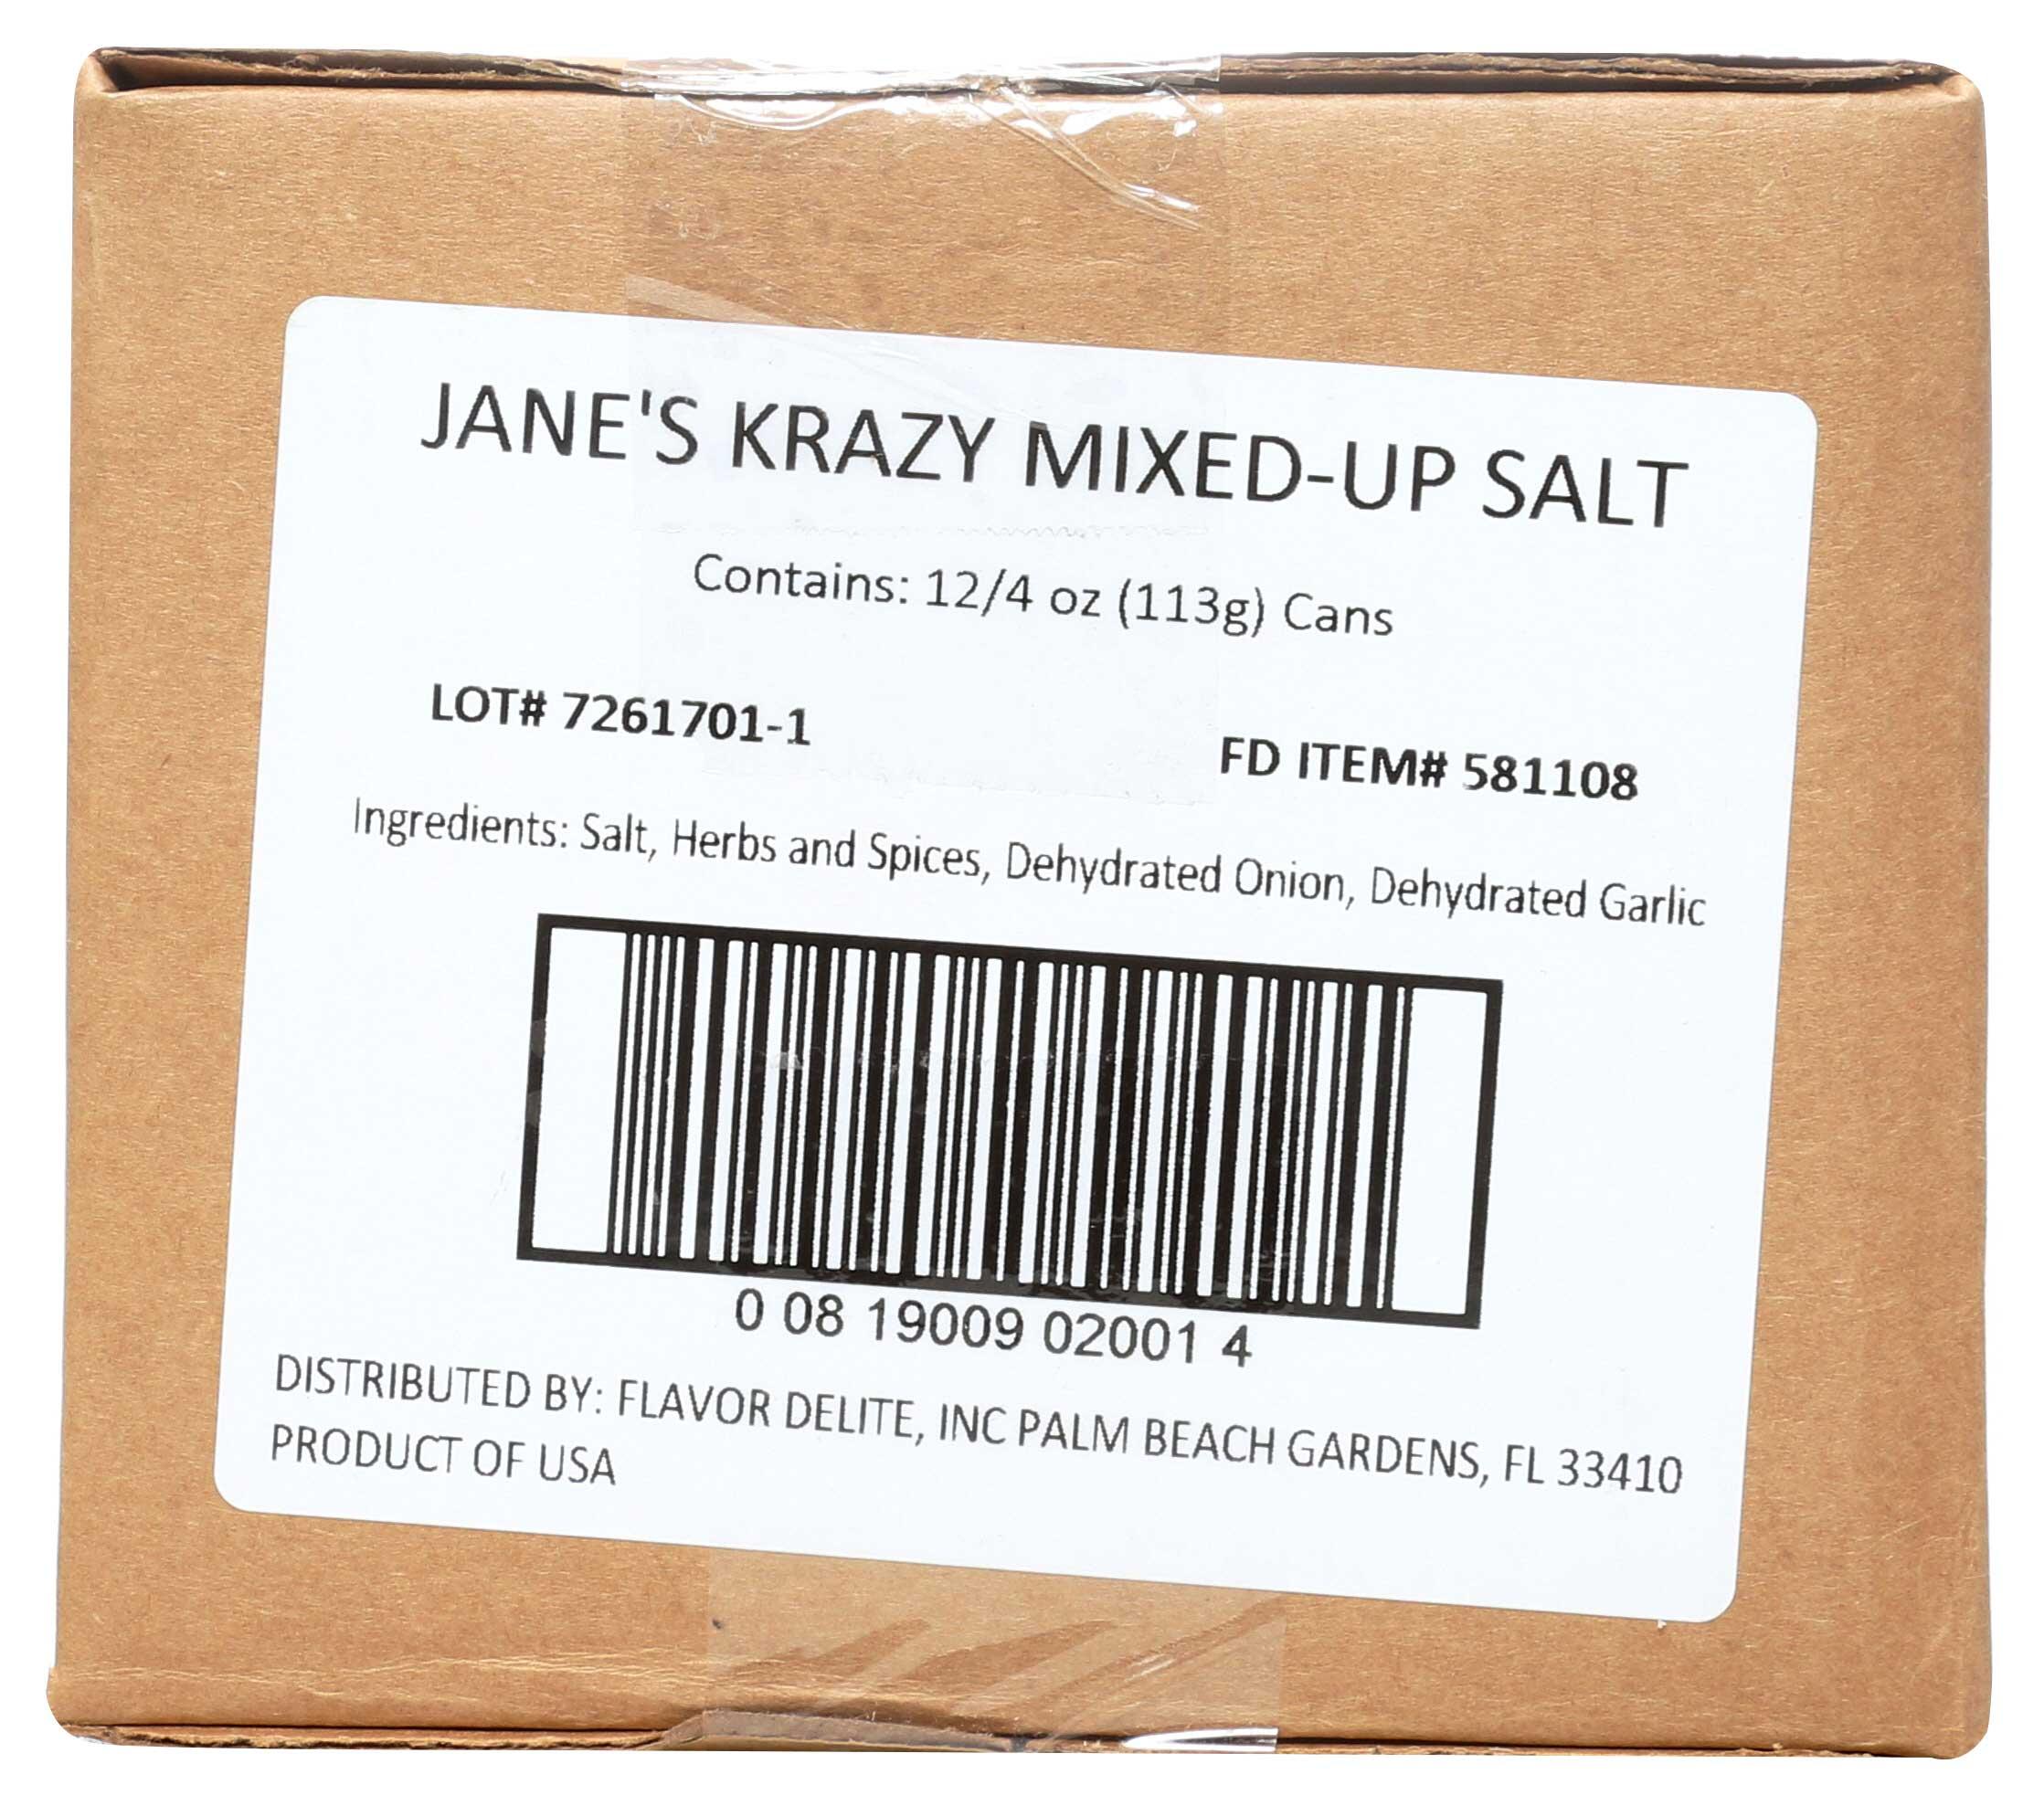 JANE'S KRAZY MIXED-UP SALT
Contains: 12/4 oz (113g) Cans
LOT# 7261701-1 FD ITEM# 581108
Ingredients: Salt, Herbs and Spices, Dehydrated Onion, Dehydrated Garlic
0 08 19009 02001 4
DISTRIBUTED BY: FLAVOR DELITE, INC PALM BEACH GARDENS, FL 33410
PRODUCT OF USA